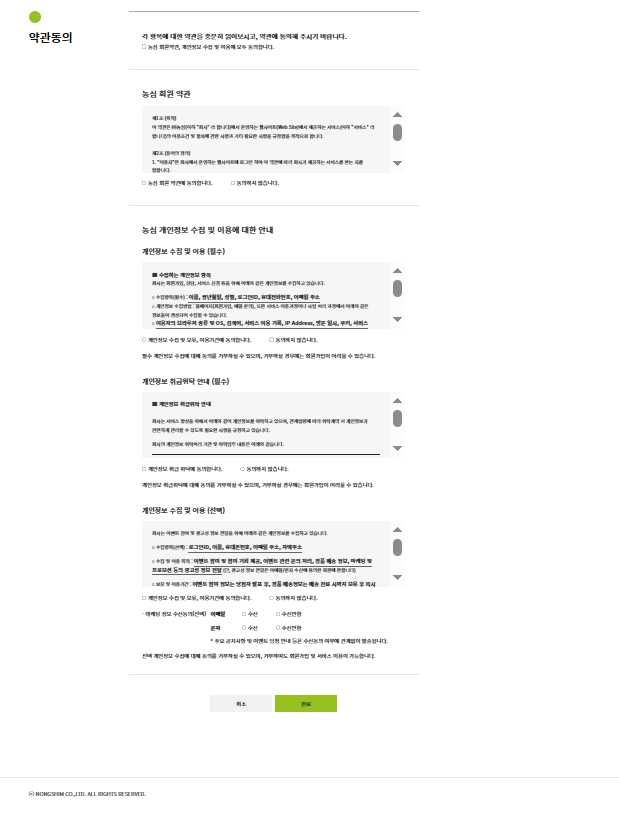 약관동의
각 항목에 대한 약관을 충분히 읽어보시고, 약관에 동의해 주시기 바랍니다.
농심 회원약관, 개인정보 수집 및 이용에 모두 동의합니다.
농심 회원 약관
제1조 (목적)
이 약관은 ㈜농심(이하 "회사" 라 합니다)에서 운영하는 웹사이트(Web Site)에서 제공하는 서비스(이하 "서비스" 라
합니다)의 이용조건 및 절차에 관한 사항과 기타 필요한 사항을 규정함을 목적으로 합니다.
제2조 (용어의 정의)
1. "이용자"란 회사에서 운영하는 웹사이트에 로그인 하여 이 약관에 따라 회사가 제공하는 서비스를 받는 자를
말합니다.
농심 회원 약관에 동의합니다. 동의하지 않습니다.
농심 개인정보 수집 및 이용에 대한 안내
개인정보 수집 및 이용 (필수)
■ 수집하는 개인정보 항목
회사는 회원가입, 상담, 서비스 신청 등을 위해 아래와 같은 개인정보를 수집하고 있습니다.
ο 수집항목(필수) : 이름, 생년월일, 성별, 로그인ID, 휴대전화번호, 이메일 주소
ο 개인정보 수집방법 : 홈페이지(회원가입, 메일 문의), 또한 서비스 이용과정이나 사업 처리 과정에서 아래와 같은
정보들이 생성되어 수집될 수 있습니다.
ο 이용자의 브라우저 종류 및 OS, 검색어, 서비스 이용 기록, IP Address, 방문 일시, 쿠키, 서비스
개인정보 수집 및 보유, 이용기간에 동의합니다. 동의하지 않습니다.
필수 개인정보 수집에 대해 동의를 거부하실 수 있으며, 거부하실 경우에는 회원가입이 어려울 수 있습니다.
개인정보 취급위탁 안내 (필수)
■ 개인정보 취급위탁 안내
회사는 서비스 향상을 위해서 아래와 같이 개인정보를 위탁하고 있으며, 관계법령에 따라 위탁계약 시 개인정보가
안전하게 관리될 수 있도록 필요한 사항을 규정하고 있습니다.
회사의 개인정보 위탁처리 기관 및 위탁업무 내용은 아래와 같습니다.
개인정보 취급 위탁에 동의합니다. 동의하지 않습니다.
개인정보 취급위탁에 대해 동의를 거부하실 수 있으며, 거부하실 경우에는 회원가입이 어려울 수 있습니다.
개인정보 수집 및 이용 (선택)
회사는 이벤트 참여 및 광고성 정보 전달을 위해 아래와 같은 개인정보를 수집하고 있습니다.
ο 수집항목(선택) : 로그인ID, 이름, 휴대폰번호, 이메일 주소, 자택주소
ο 수집 및 이용 목적 : 이벤트 참여 및 참여 기회 제공, 이벤트 관련 문의 처리, 경품 배송 정보, 마케팅 및
프로모션 등의 광고성 정보 전달 (단, 광고성 정보 전달은 이메일/문자 수신에 동의한 회원에 한합니다)
ο 보유 및 이용기간 : 이벤트 참여 정보는 당첨자 발표 후, 경품 배송정보는 배송 완료 시까지 보유 후 즉시
개인정보 수집 및 보유, 이용기간에 동의합니다. 동의하지 않습니다.
· 마케팅 정보 수신동의(선택) 이메일 수신 수신안함
문자 수신 수신안함
* 주요 공지사항 및 이벤트 당첨 안내 등은 수신동의 여부에 관계없이 발송됩니다.
선택 개인정보 수집에 대해 동의를 거부하실 수 있으며, 거부하여도 회원가입 및 서비스 이용이 가능합니다.
취소 완료
ⓒ NONGSHIM CO.,LTD. ALL RIGHTS RESERVED.